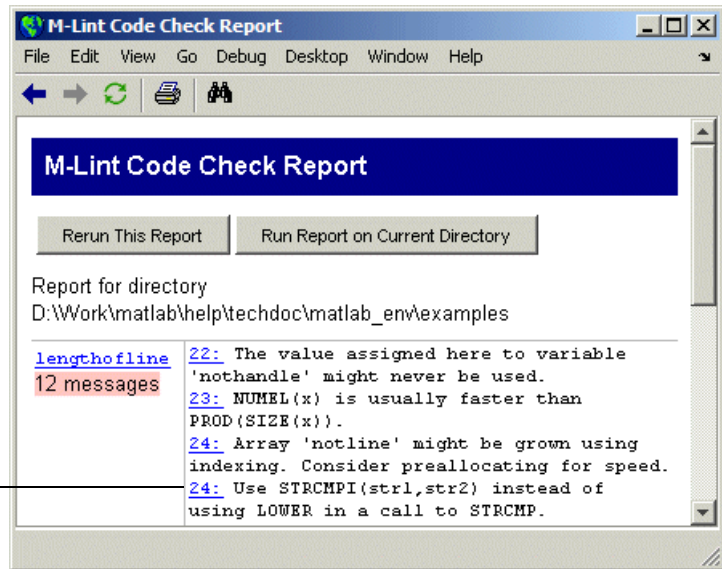 M-Lint Code Check Report
File Edit View Go Debug Desktop Window Help
M-Lint Code Check Report
Rerun This Report Run Report on Current Directory
Report for directory
D:\Work\matlab\help\techdoc\matlab_env\examples
lengthofline
12 messages
22: The value assigned here to variable
'nothandle' might never be used.
23: NUMEL(x) is usually faster than
PROD(SIZE(x)).
24: Array 'notline' might be grown using
indexing. Consider preallocating for speed.
24: Use STRCMPI(str1,str2) instead of
using LOWER in a call to STRCMP.